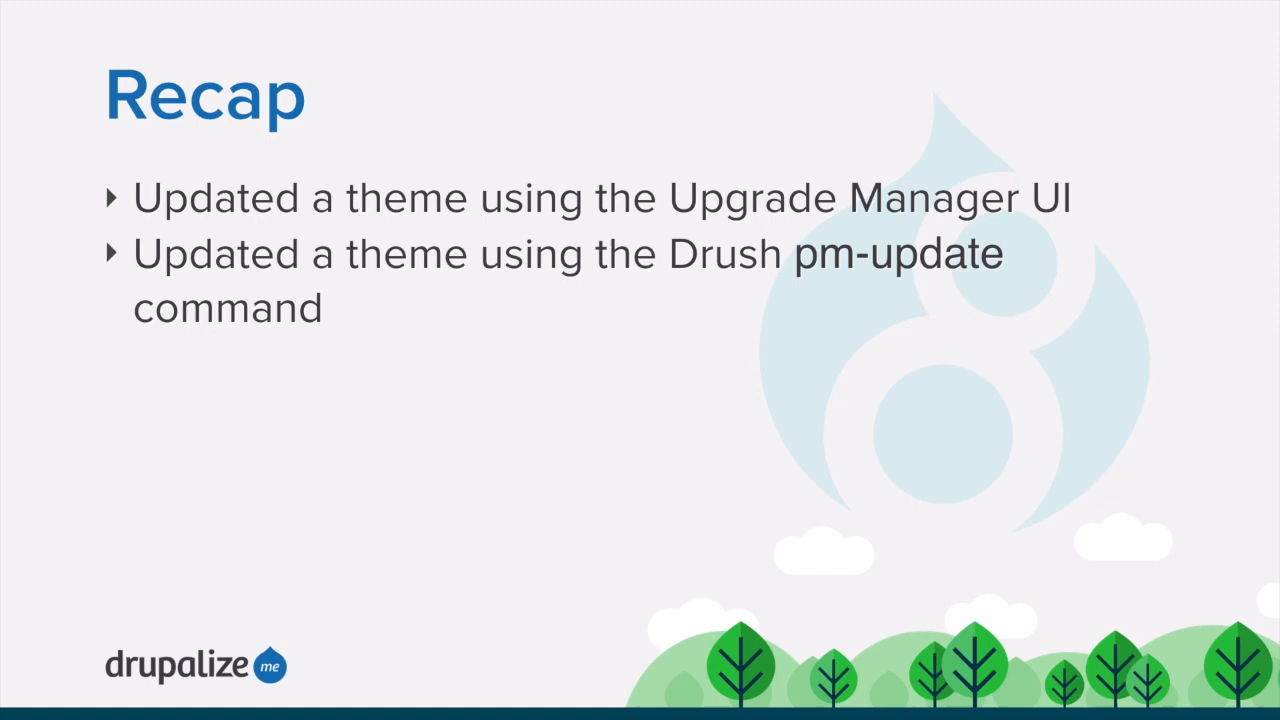 Recap
Updated a theme using the Upgrade Manager UI
Updated a theme using the Drush pm-update
command
drupalize me